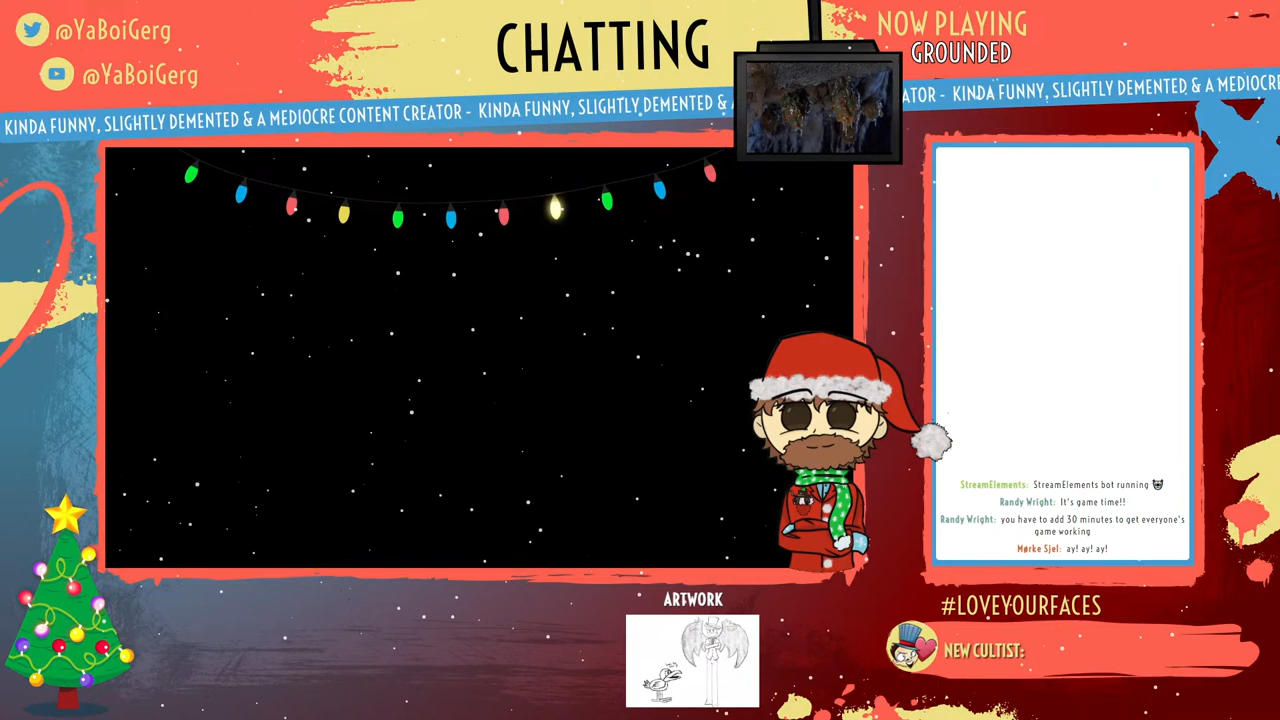 @YaBoiGerg
@YaBoiGerg
CHATTING
NOW PLAYING
GROUNDED
KINDA FUNNY, SLIGHTLY DEMENTED & A MEDIOCRE CONTENT CREATOR - KINDA FUNNY, SLIGHTLY DEMENTED &
ATOR - KINDA FUNNY, SLIGHTLY DEMENTED & A MEDIOCRE
StreamElements: StreamElements bot running
Randy Wright: It's game time!!
Randy Wright: you have to add 30 minutes to get everyone's
game working
Mørke Sjel: ay! ay! ay!
ARTWORK
#LOVEYOURFACES
NEW CULTIST: